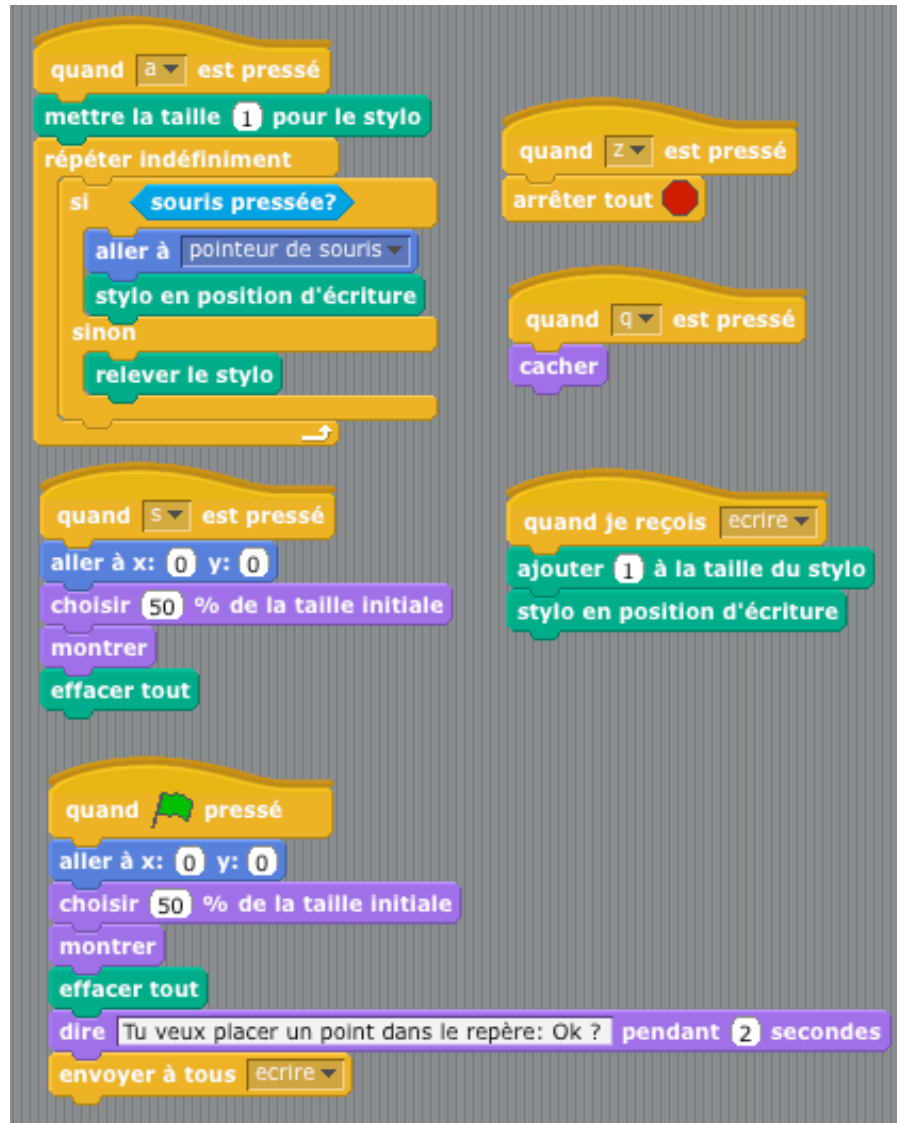 quand a est pressé
mettre la taille 1 pour le stylo
répéter indéfiniment
si souris pressée?
aller à pointeur de souris
stylo en position d'écriture
sinon
relever le stylo
quand z est pressé
arrêter tout
quand q est pressé
cacher
quand s est pressé
aller à x: 0 y: 0
choisir 50 % de la taille initiale
montrer
effacer tout
quand je reçois ecrire
ajouter 1 à la taille du stylo
stylo en position d'écriture
quand pressé
aller à x: 0 y: 0
choisir 50 % de la taille initiale
montrer
effacer tout
dire Tu veux placer un point dans le repère: Ok ? pendant 2 secondes
envoyer à tous ecrire